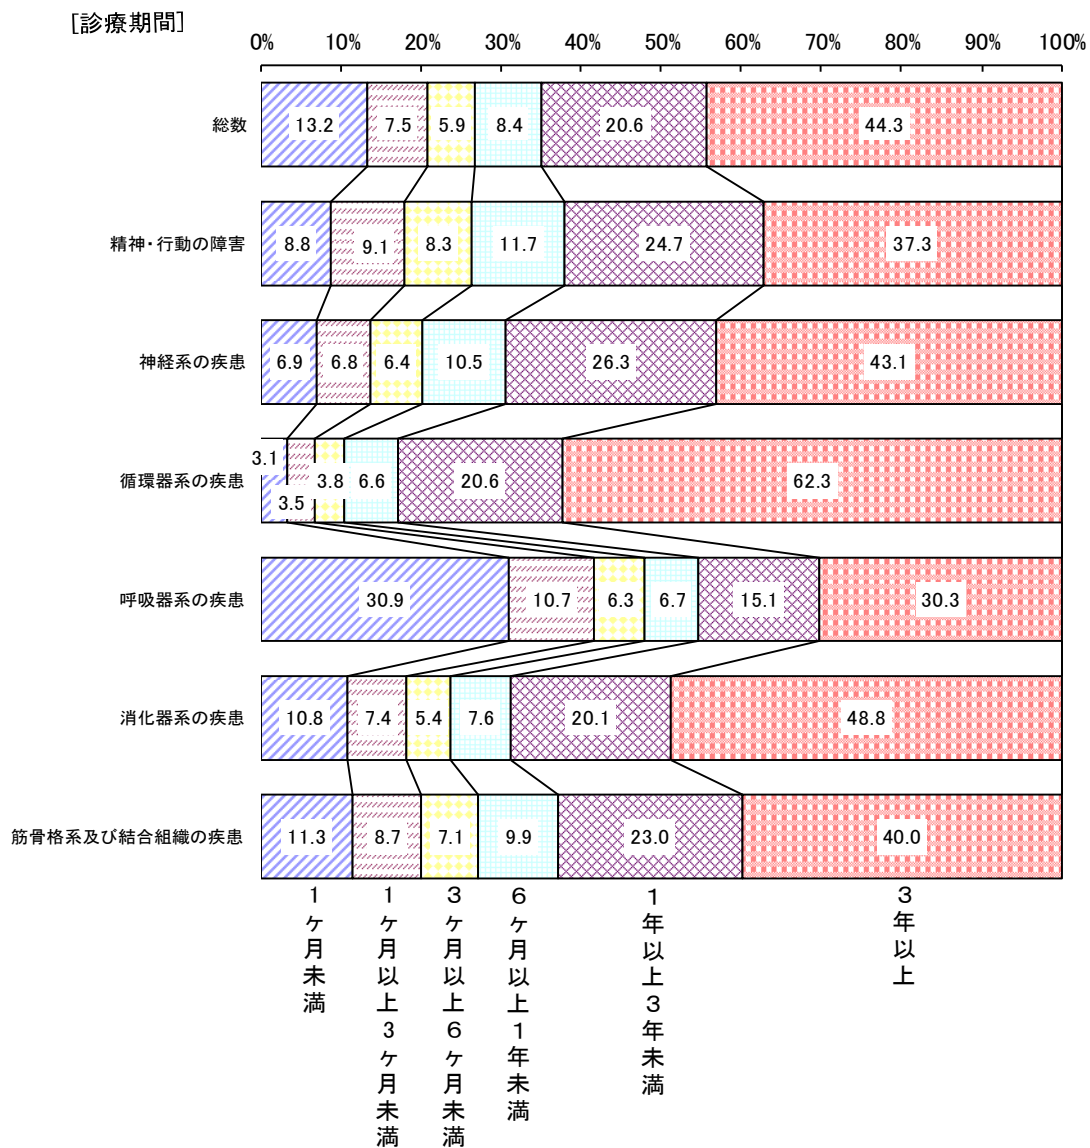 [診療期間]
0% 10% 20% 30% 40% 50% 60% 70% 80% 90% 100%
総数 13.2 7.5 5.9 8.4 20.6 44.3
精神・行動の障害 8.8 9.1 8.3 11.7 24.7 37.3
神経系の疾患 6.9 6.8 6.4 10.5 26.3 43.1
循環器系の疾患 3.1 3.5 3.8 6.6 20.6 62.3
呼吸器系の疾患 30.9 10.7 6.3 6.7 15.1 30.3
消化器系の疾患 10.8 7.4 5.4 7.6 20.1 48.8
筋骨格系及び結合組織の疾患 11.3 8.7 7.1 9.9 23.0 40.0
1ヶ月未満
1ヶ月以上3ヶ月未満
3ヶ月以上6ヶ月未満
6ヶ月以上1年未満
1年以上3年未満
3年以上